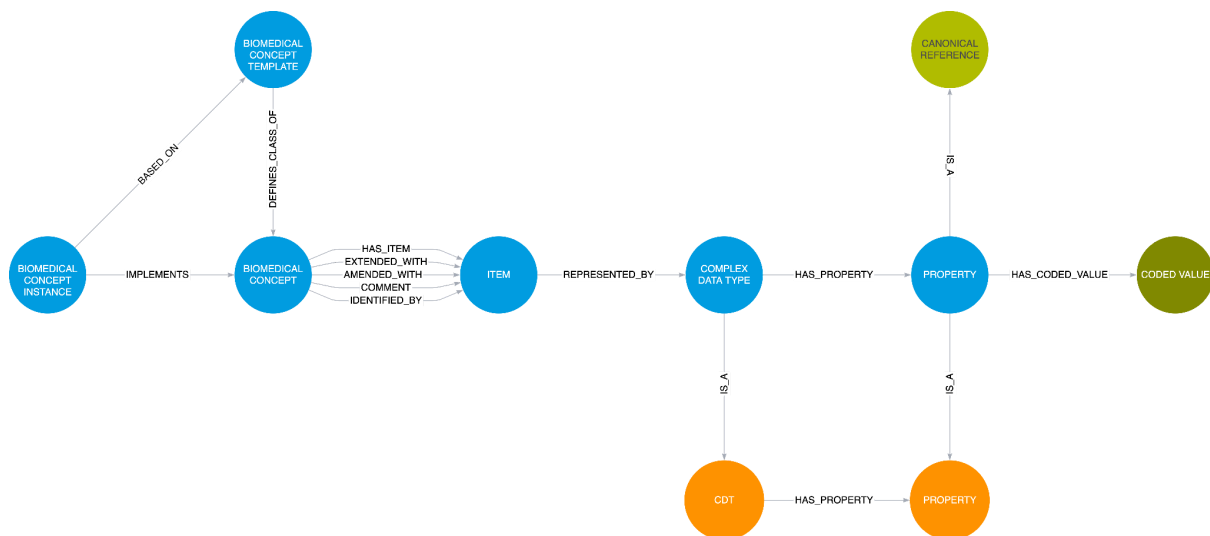 BIOMEDICAL
CONCEPT
TEMPLATE
CANONICAL
REFERENCE
BASED_ON
DEFINES_CLASS_OF
IS_A
BIOMEDICAL
CONCEPT
INSTANCE
IMPLEMENTS
BIOMEDICAL
CONCEPT
HAS_ITEM
EXTENDED_WITH
AMENDED_WITH
COMMENT
IDENTIFIED_BY
ITEM
REPRESENTED_BY
COMPLEX
DATA TYPE
HAS_PROPERTY
PROPERTY
HAS_CODED_VALUE
CODED VALUE
IS_A
IS_A
CDT
HAS_PROPERTY
PROPERTY